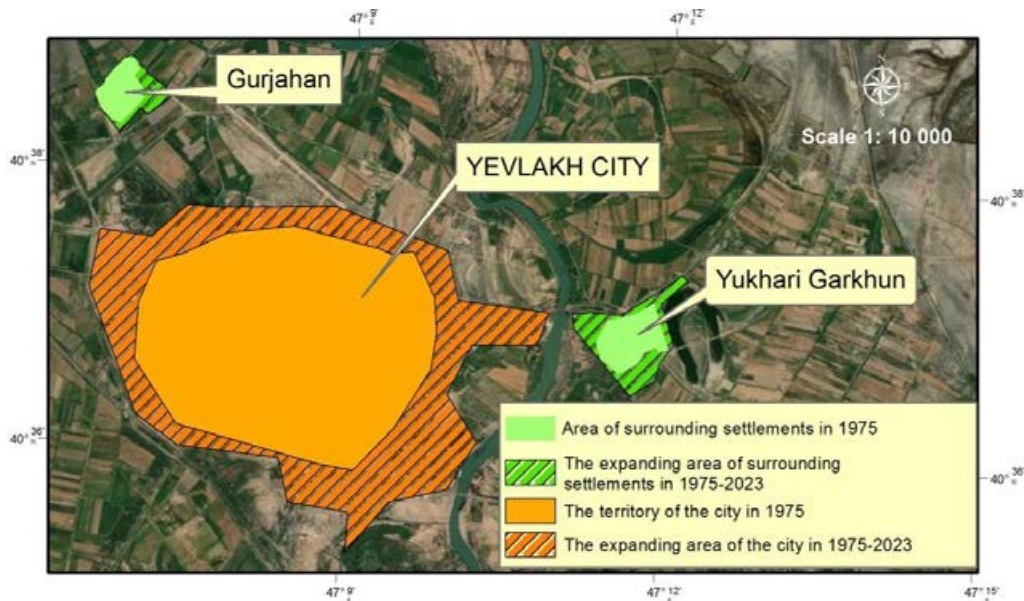 47° 9'
47° 12'
Gurjahan
N
Scale 1: 10 000
40° 38'
YEVLAKH CITY
40° 38'
Yukhari Garkhun
Area of surrounding settlements in 1975
40° 36'
The expanding area of surrounding
settlements in 1975-2023
40° 36'
The territory of the city in 1975
The expanding area of the city in 1975-2023
47° 9'
47° 12'
47° 15'